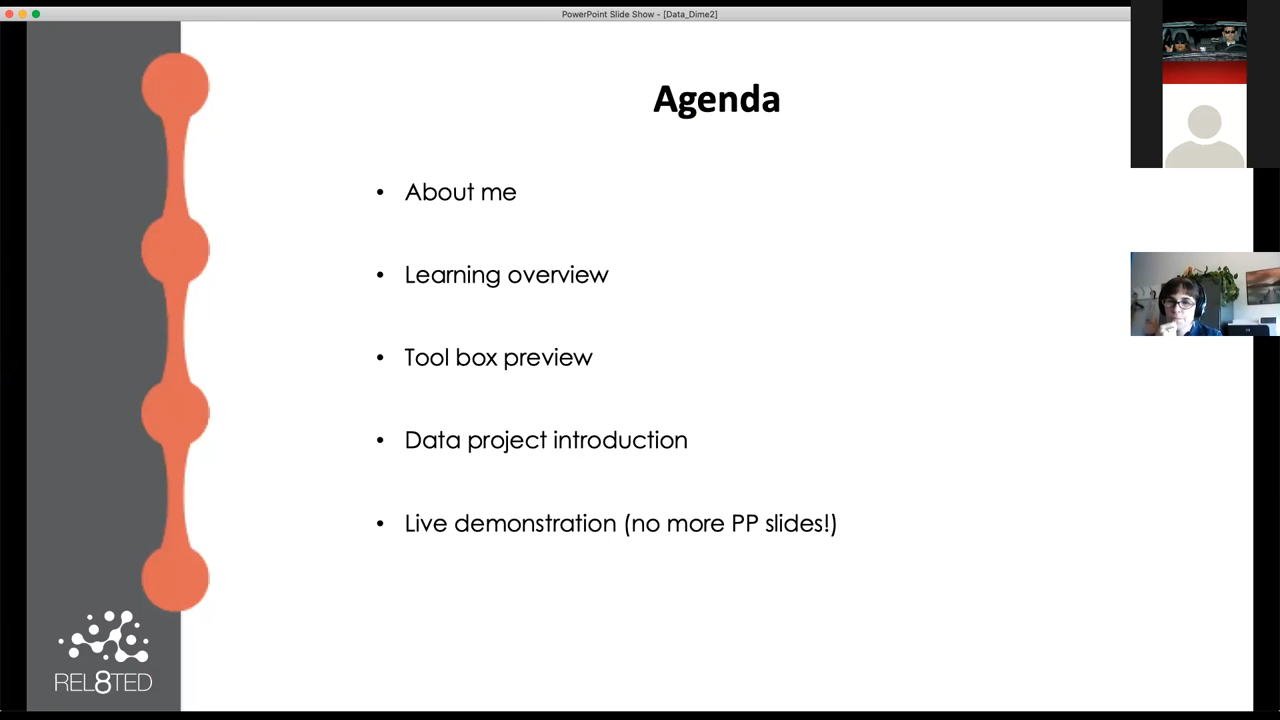 PowerPoint Slide Show - [Data_Dime2]
Agenda
• About me
• Learning overview
• Tool box preview
• Data project introduction
• Live demonstration (no more PP slides!)
REL8TED